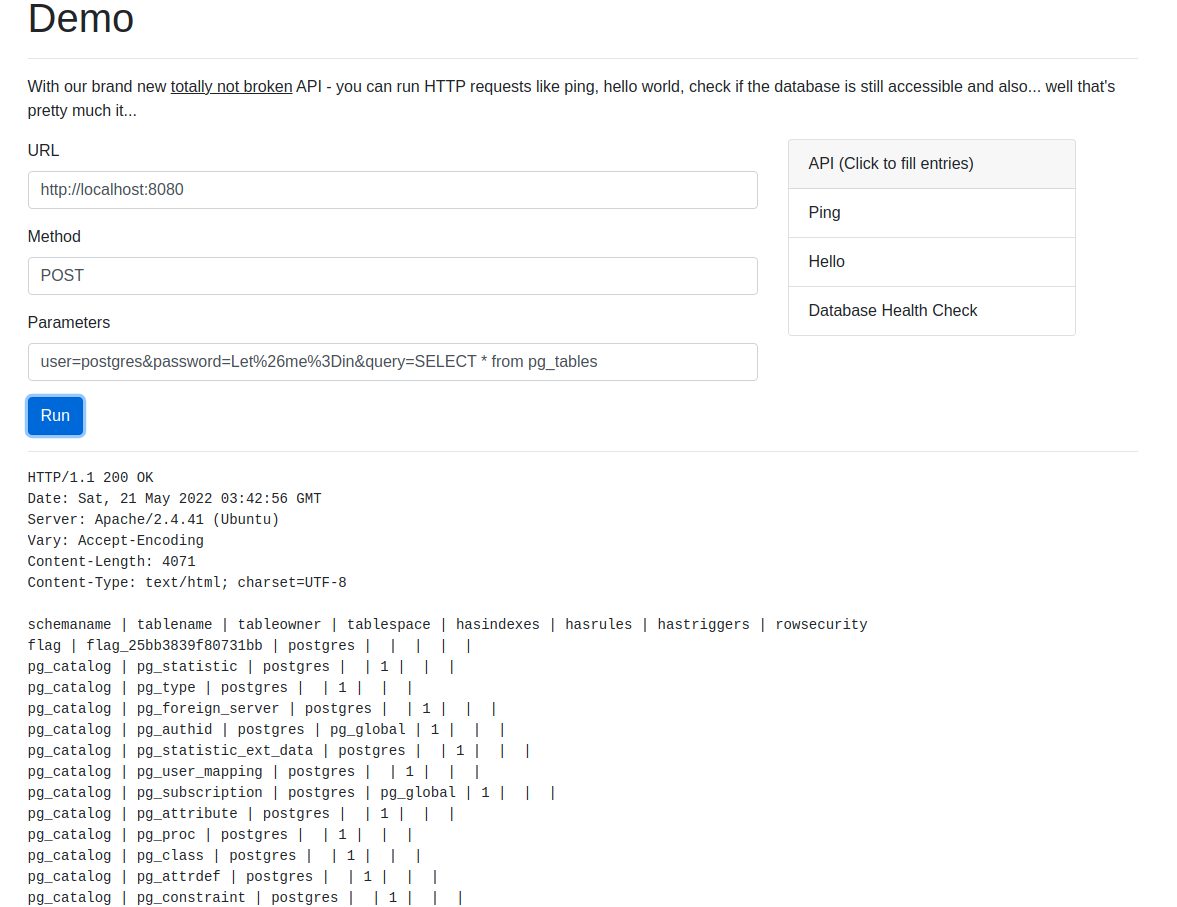 Demo
With our brand new totally not broken API - you can run HTTP requests like ping, hello world, check if the database is still accessible and also... well that's
pretty much it...
URL
http://localhost:8080
Method
POST
Parameters
user=postgres&password=Let%26me%3Din&query=SELECT * from pg_tables
Run
API (Click to fill entries)
Ping
Hello
Database Health Check
HTTP/1.1 200 OK
Date: Sat, 21 May 2022 03:42:56 GMT
Server: Apache/2.4.41 (Ubuntu)
Vary: Accept-Encoding
Content-Length: 4071
Content-Type: text/html; charset=UTF-8
schemaname | tablename | tableowner | tablespace | hasindexes | hasrules | hastriggers | rowsecurity
flag | flag_25bb3839f80731bb | postgres |  |  |  |  |
pg_catalog | pg_statistic | postgres |  | 1 |  |  |
pg_catalog | pg_type | postgres |  | 1 |  |  |
pg_catalog | pg_foreign_server | postgres |  | 1 |  |  |
pg_catalog | pg_authid | postgres | pg_global | 1 |  |  |
pg_catalog | pg_statistic_ext_data | postgres |  | 1 |  |  |
pg_catalog | pg_user_mapping | postgres |  | 1 |  |  |
pg_catalog | pg_subscription | postgres | pg_global | 1 |  |  |
pg_catalog | pg_attribute | postgres |  | 1 |  |  |
pg_catalog | pg_proc | postgres |  | 1 |  |  |
pg_catalog | pg_class | postgres |  | 1 |  |  |
pg_catalog | pg_attrdef | postgres |  | 1 |  |  |
pg_catalog | pg_constraint | postgres |  | 1 |  |  |